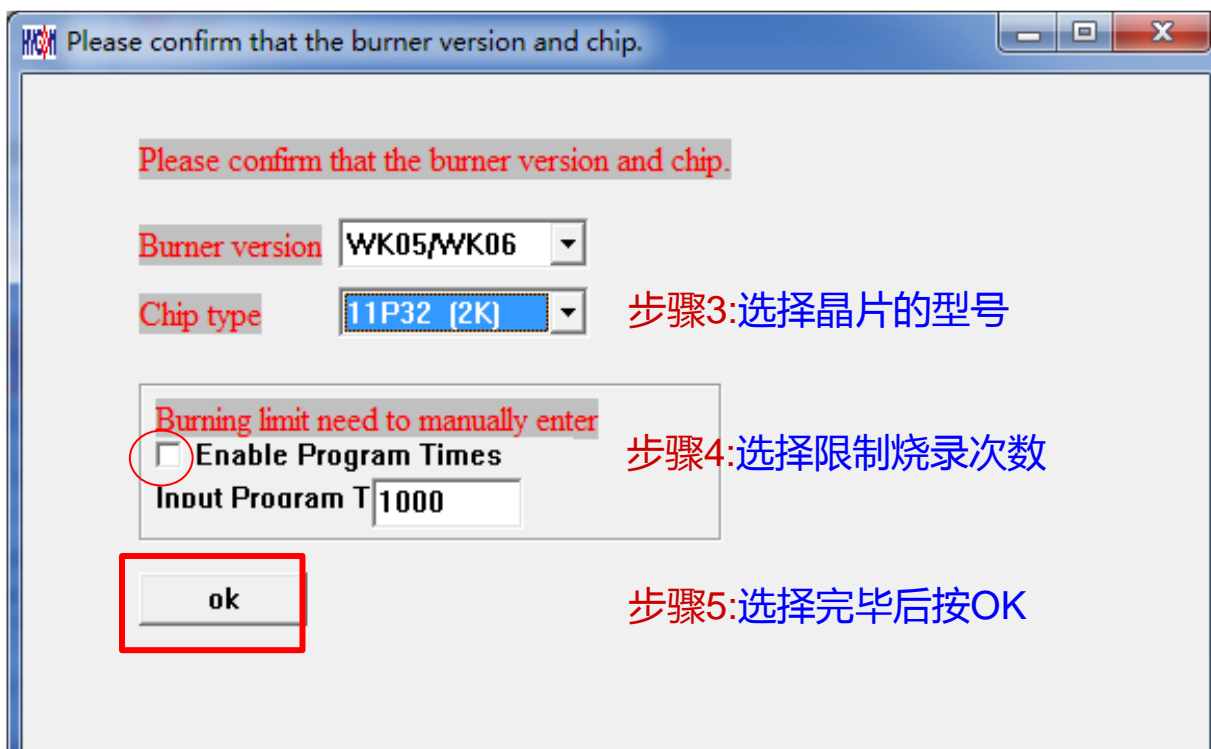 HYCON Please confirm that the burner version and chip.
Please confirm that the burner version and chip.
Burner version WK05/WK06
Chip type 11P32 (2K) 步骤3:选择晶片的型号
Burning limit need to manually enter
Enable Program Times 步骤4:选择限制烧录次数
Input Program T 1000
ok 步骤5:选择完毕后按OK